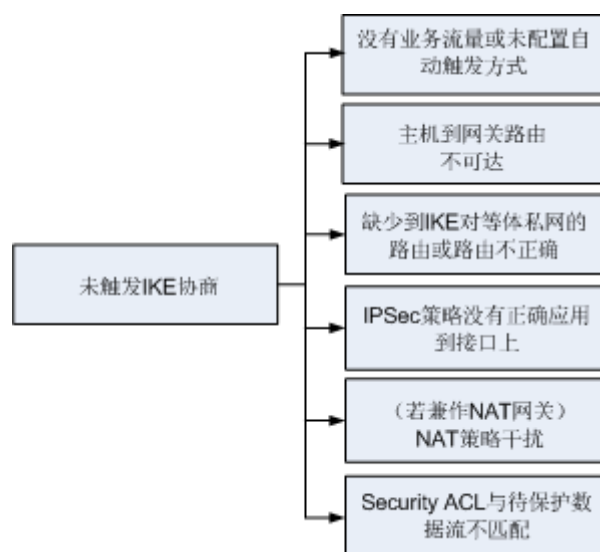 没有业务流量或未配置自
动触发方式
主机到网关路由
不可达
缺少到IKE对等体私网的
路由或路由不正确
未触发IKE协商
IPSec策略没有正确应用
到接口上
（若兼作NAT网关）
NAT策略干扰
Security ACL与待保护数
据流不匹配